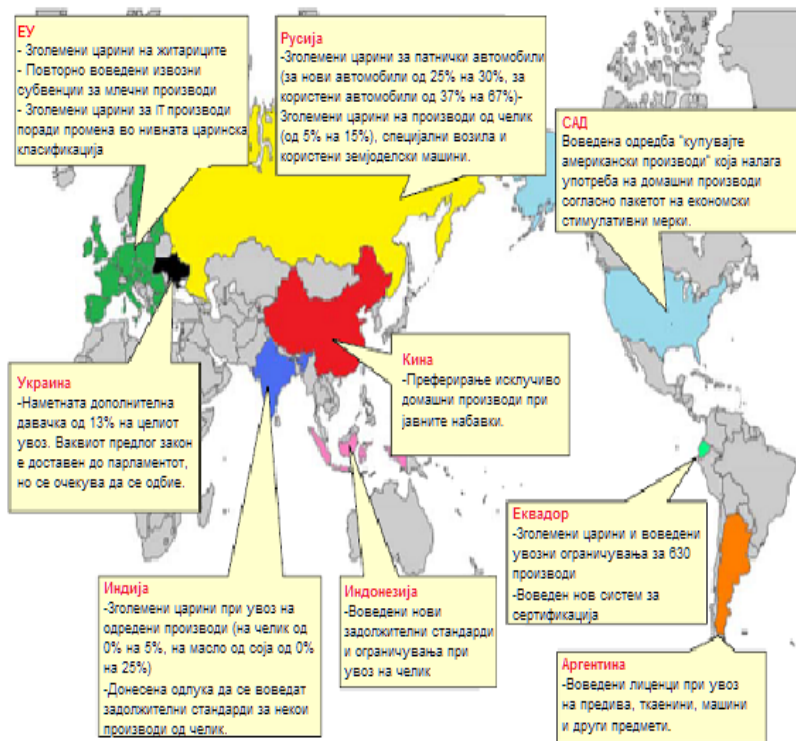 ЕУ
- Зголемени царини на житариците
- Повторно воведени извозни
субвенции за млечни производи
- Зголемени царини за IT производи
поради промена во нивната царинска
класификација
Русија
-Зголемени царини за патнички автомобили
(за нови автомобили од 25% на 30%, за
користени автомобили од 37% на 67%)-
Зголемени царини на производи од челик
(од 5% на 15%), специјални возила и
користени земјоделски машини.
САД
Воведена одредба "купувајте
американски производи" која налага
употреба на домашни производи
согласно пакетот на економски
стимулативни мерки.
Украина
-Наметната дополнителна
давачка од 13% на целиот
увоз. Ваквиот предлог закон
е доставен до парламентот,
но се очекува да се одбие.
Кина
-Преферирање исклучиво
домашни производи при
јавните набавки.
Индија
-Зголемени царини при увоз на
одредени производи (на челик од
0% на 5%, на масло од соја од 0%
на 25%)
-Донесена одлука да се воведат
задолжителни стандарди за некои
производи од челик.
Индонезија
-Воведени нови
задолжителни стандарди
и ограничувања при
увоз на челик
Еквадор
-Зголемени царини и воведени
увозни ограничувања за 630
производи
-Воведен нов систем за
сертификација
Аргентина
-Воведени лиценци при увоз
на предива, ткаенини, машини
и други предмети.